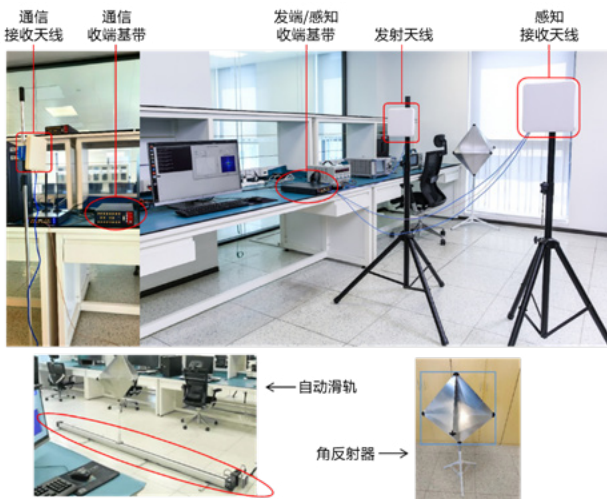 通信
接收天线
通信
收端基带
发端/感知
收端基带
发射天线
感知
接收天线
自动滑轨
角反射器